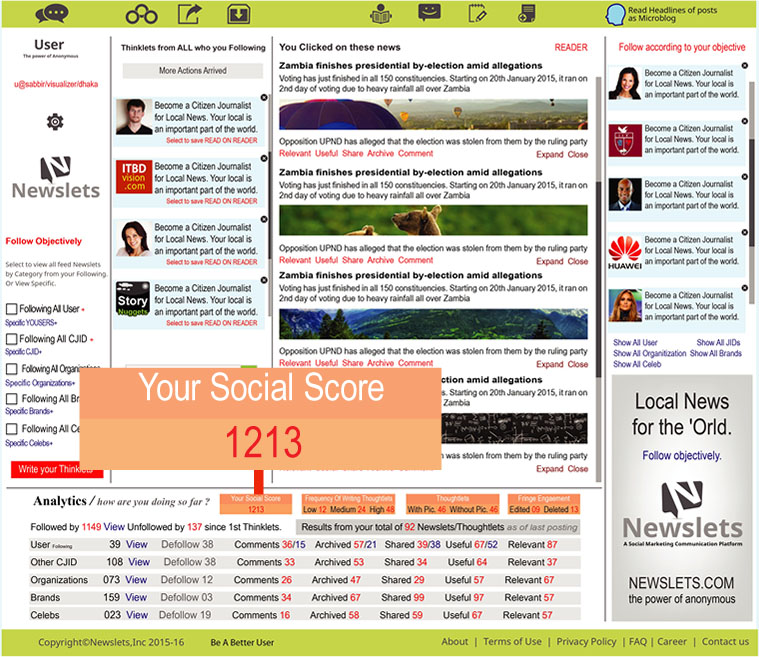 Read Headlines of posts
as Microblog
User
The power of Anonymous
u@sabbir/visualizer/dhaka
Newslets
Follow Objectively
Select to view all feed Newslets
by Category from your Following.
Or View Specific.
Following All User +
Specific YOUSERS+
Following All CJID +
Specific CJID+
Following All Organizations
Specific Organizations+
Following All Br
Specific Brands+
Following All Ce
Specific Celebs+
Write your Thinklets
Thinklets from ALL who you Following
More Actions Arrived
Become a Citizen Journalist
for Local News. Your local is
an important part of the world.
Select to save READ ON READER
ITBD
vision
.com
Become a Citizen Journalist
for Local News. Your local is
an important part of the world.
Select to save READ ON READER
Become a Citizen Journalist
for Local News. Your local is
an important part of the world.
Select to save READ ON READER
Story
Nuggets
Become a Citizen Journalist
for Local News. Your local is
an important part of the world.
Select to save READ ON READER
You Clicked on these news READER
Zambia finishes presidential by-election amid allegations
Voting has just finished in all 150 constituencies. Starting on 20th January 2015, it ran on
2nd day of voting due to heavy rainfall all over Zambia
Opposition UPND has alleged that the election was stolen from them by the ruling party
Relevant Useful Share Archive Comment Expand Close
Zambia finishes presidential by-election amid allegations
Voting has just finished in all 150 constituencies. Starting on 20th January 2015, it ran on
2nd day of voting due to heavy rainfall all over Zambia
Opposition UPND has alleged that the election was stolen from them by the ruling party
Relevant Useful Share Archive Comment Expand Close
Zambia finishes presidential by-election amid allegations
Voting has just finished in all 150 constituencies. Starting on 20th January 2015, it ran on
2nd day of voting due to heavy rainfall all over Zambia
Opposition UPND has alleged that the election was stolen from them by the ruling party
Relevant Useful Share Archive Comment Expand Close
ection amid allegations
s. Starting on 20th January 2015, it ran on
Zambia
stolen from them by the ruling party
Expand Close
Follow according to your objective
Become a Citizen Journalist
for Local News. Your local is
an important part of the world.
Become a Citizen Journalist
for Local News. Your local is
an important part of the world.
Become a Citizen Journalist
for Local News. Your local is
an important part of the world.
HUAWEI
Become a Citizen Journalist
for Local News. Your local is
an important part of the world.
Become a Citizen Journalist
for Local News. Your local is
an important part of the world.
Show All User Show All JIDs
Show All Organitization Show All Brands
Show All Celeb
Local News
for the 'Orld.
Follow objectively.
Newslets
A Social Marketing Communication Platform
NEWSLETS.COM
the power of anonymous
Your Social Score
1213
Analytics / how are you doing so far ?
Your Social Score
1213
Frequency Of Writing Thoughtlets
Low 12 Medium 24 High 48
Thoughtlets
With Pic. 46 Without Pic. 46
Fringe Engaement
Edited 09 Deleted 13
Followed by 1149 View Unfollowed by 137 since 1st Thinklets. Results from your total of 92 Newslets/Thoughtlets as of last posting
User Following 39 View Defollow 38 Comments 36/15 Archived 57/21 Shared 39/38 Useful 67/52 Relevant 87
Other CJID 108 View Defollow 38 Comments 33 Archived 53 Shared 34 Useful 64 Relevant 37
Organizations 073 View Defollow 12 Comments 26 Archived 47 Shared 29 Useful 57 Relevant 67
Brands 159 View Defollow 03 Comments 34 Archived 67 Shared 99 Useful 97 Relevant 57
Celebs 023 View Defollow 19 Comments 16 Archived 58 Shared 59 Useful 67 Relevant 57
Copyright©Newslets,Inc 2015-16 Be A Better User About | Terms of Use | Privacy Policy | FAQ | Career | Contact us